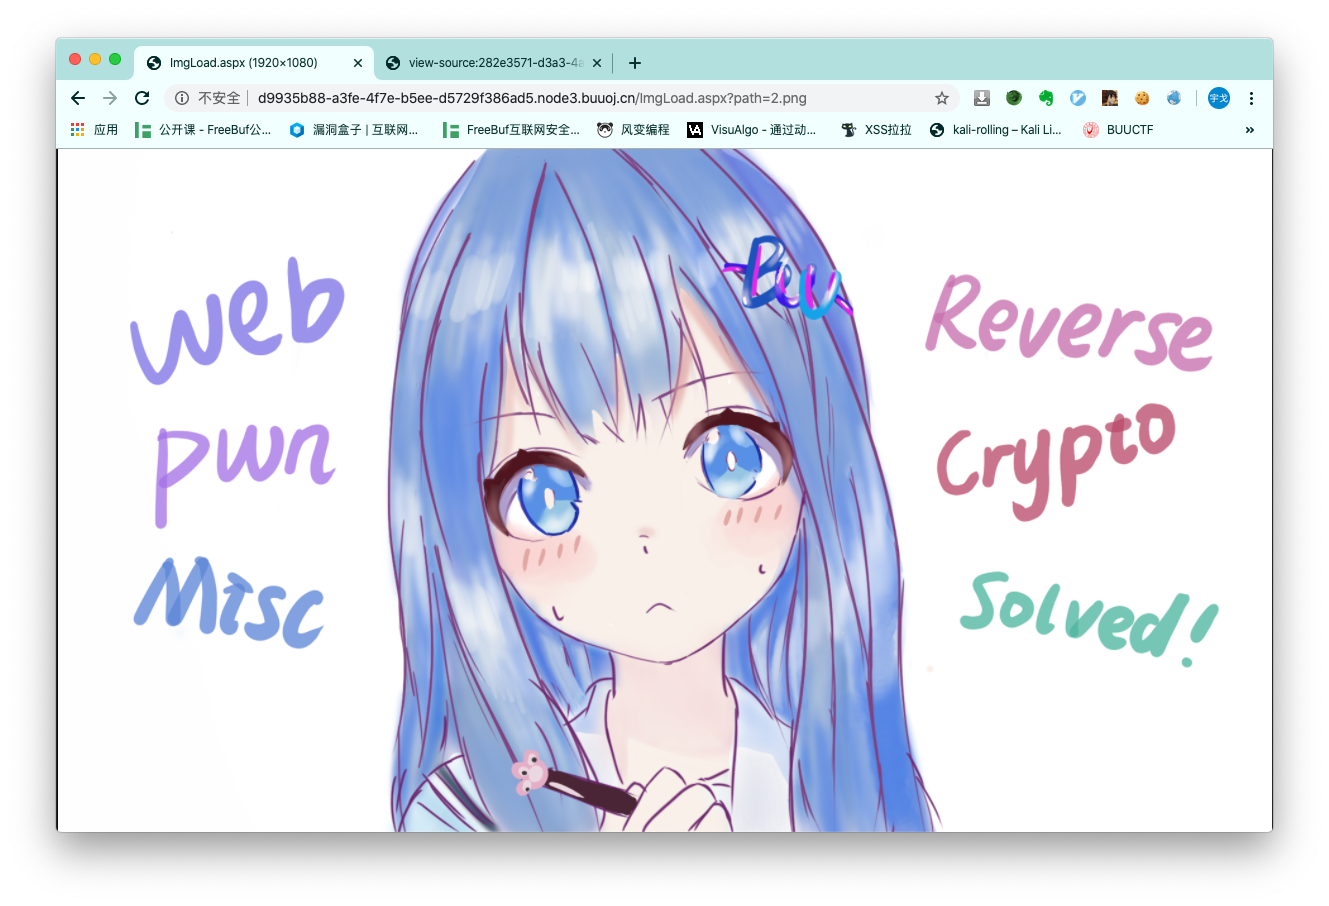 ImgLoad.aspx (1920×1080)
view-source:282e3571-d3a3-4a
不安全
d9935b88-a3fe-4f7e-b5ee-d5729f386ad5.node3.buuoj.cn/ImgLoad.aspx?path=2.png
宇戈
应用 公开课 - FreeBuf公... 漏洞盒子 | 互联网... FreeBuf互联网安全... 风变编程 VA VisuAlgo - 通过动... XSS拉拉 kali-rolling – Kali Li... BUUCTF »
BUU
web
Reverse
pwn
Crypto
Misc
Solved!